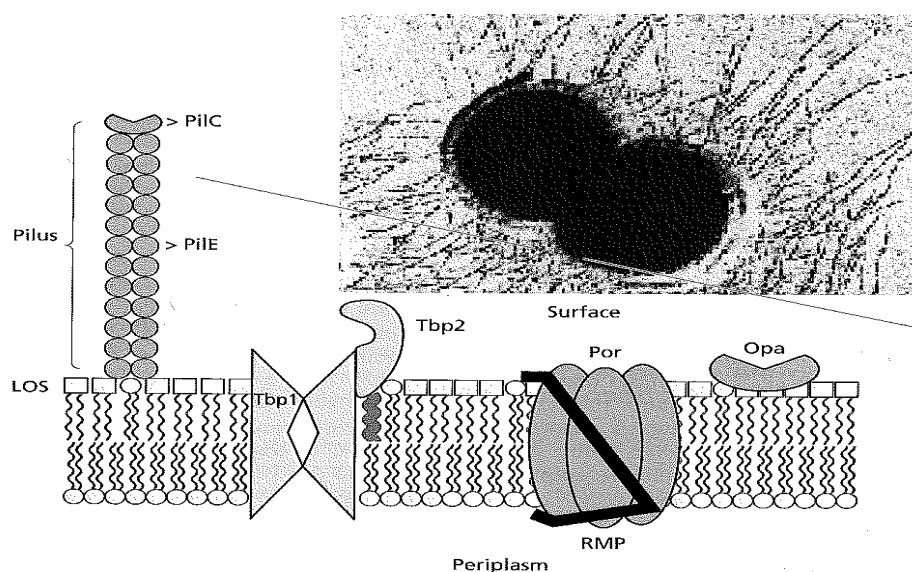 > PilC
Pilus
> PilE
Surface
Tbp2
Por
Opa
LOS
Tbp1
RMP
Periplasm